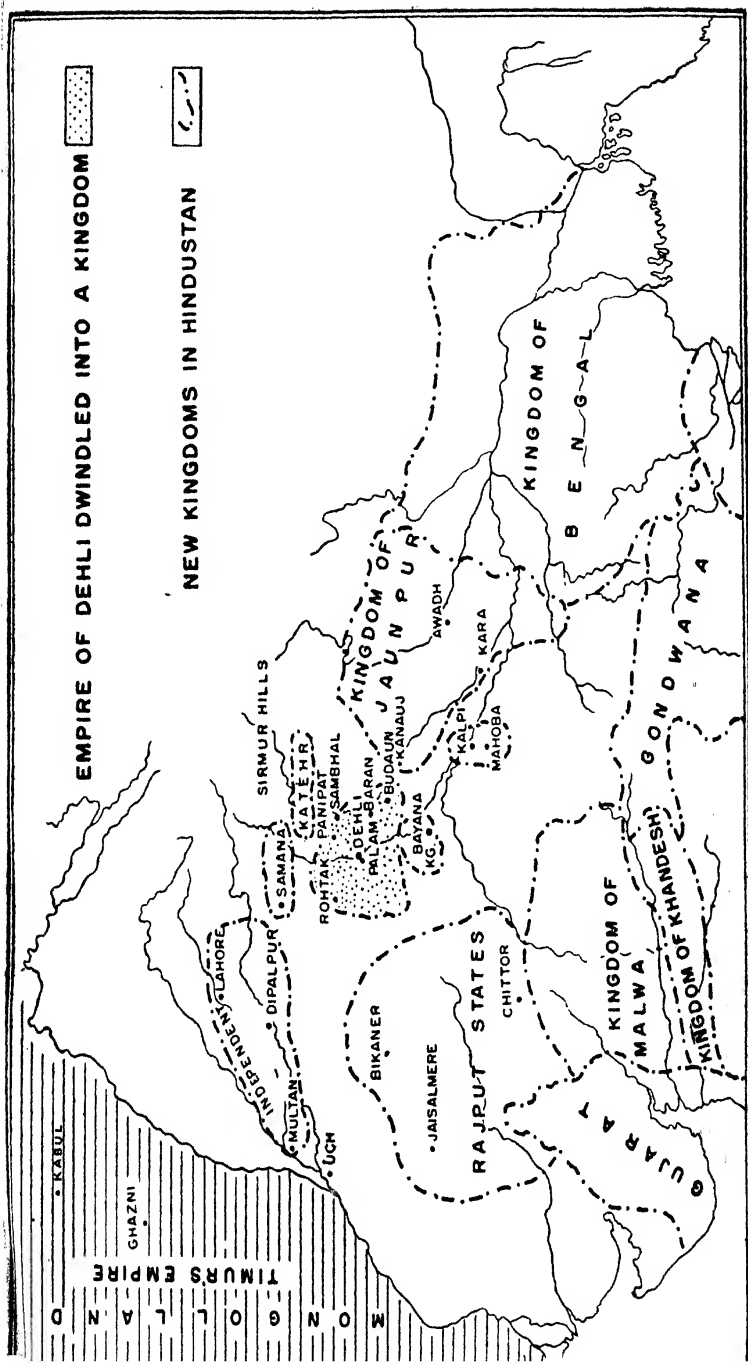 EMPIRE OF DEHLI DWINDLED INTO A KINGDOM
NEW KINGDOMS IN HINDUSTAN
KABUL
GHAZNI
TIMUR'S EMPIRE
MONGOL LAND
INDEPENDENT
LAHORE
DIPALPUR
MULTAN
UCH
SIRMUR HILLS
SAMANA
KATEHR
PANIPAT
ROHTAK
SAMBHAL
DEHLI
PALAM
BARAN
BUDAUN
KANAUJ
BAYANA
KG.
KINGDOM OF
JAUNPUR
AWADH
KARA
KALPI
MAHOBA
KINGDOM OF
BENGAL
BIKANER
JAISALMERE
RAJPUT STATES
CHITTOR
GUJARAT
KINGDOM OF
MALWA
KINGDOM OF KHANDESH
GONDWANA